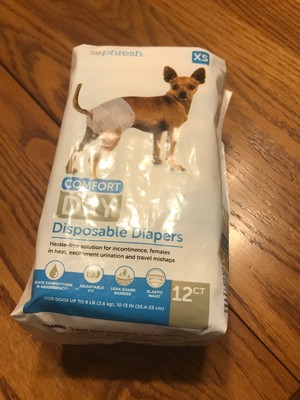 so phresh
XS
COMFORT
DRY
Disposable Diapers
Hassle-free solution for incontinence, females
in heat, excitement urination and travel mishaps
ADJUSTABLE
FIT
LEAK GUARD
BARRIER
ELASTIC
WAIST
12CT
FOR DOGS UP TO 8 LB (3.6 kg), 10-13 IN (25.4-33 cm)